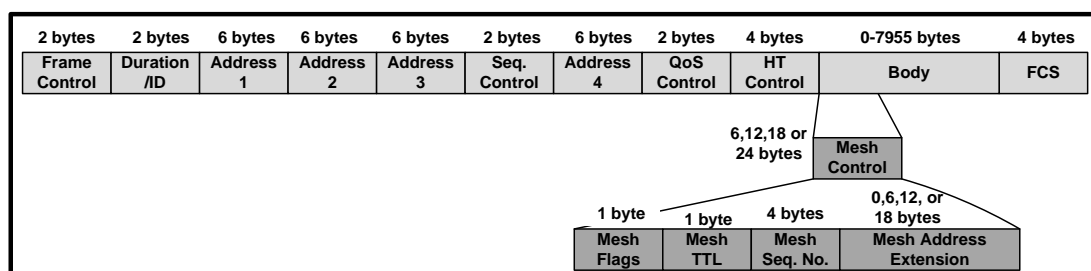 2 bytes 2 bytes 6 bytes 6 bytes 6 bytes 2 bytes 6 bytes 2 bytes 4 bytes 0-7955 bytes 4 bytes
Frame Duration Address Address Address Seq. Address QoS HT Body FCS
Control /ID 1 2 3 Control 4 Control Control
6,12,18 or
24 bytes
Mesh
Control
0,6,12, or
1 byte 1 byte 4 bytes 18 bytes
Mesh Mesh Mesh Mesh Address
Flags TTL Seq. No. Extension